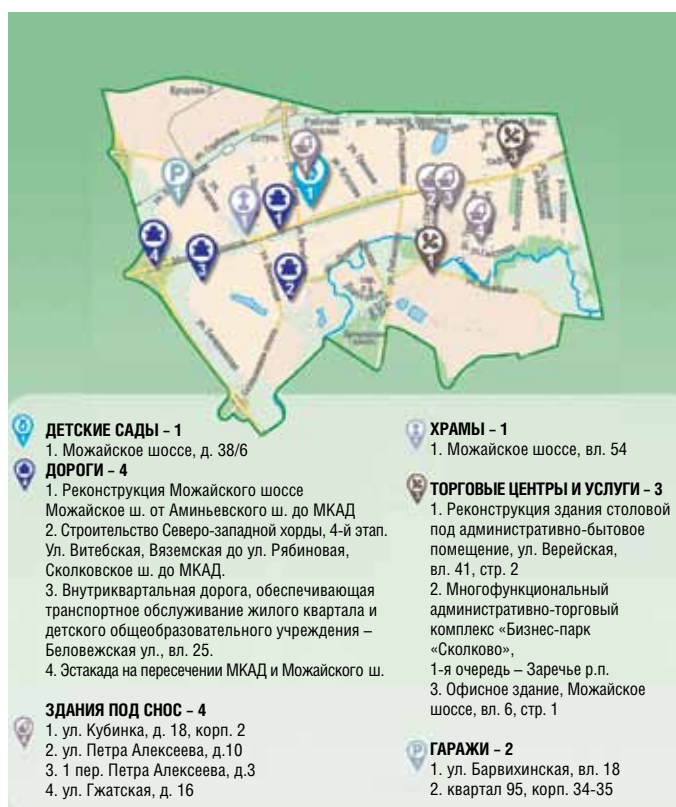 ДЕТСКИЕ САДЫ – 1
1. Можайское шоссе, д. 38/6
ДОРОГИ – 4
1. Реконструкция Можайского шоссе
Можайское ш. от Аминьевского ш. до МКАД
2. Строительство Северо-западной хорды, 4-й этап.
Ул. Витебская, Вяземская до ул. Рябиновая,
Сколковское ш. до МКАД.
3. Внутриквартальная дорога, обеспечивающая
транспортное обслуживание жилого квартала и
детского общеобразовательного учреждения –
Беловежская ул., вл. 25.
4. Эстакада на пересечении МКАД и Можайского ш.
ЗДАНИЯ ПОД СНОС – 4
1. ул. Кубинка, д. 18, корп. 2
2. ул. Петра Алексеева, д.10
3. 1 пер. Петра Алексеева, д.3
4. ул. Гжатская, д. 16
ХРАМЫ – 1
1. Можайское шоссе, вл. 54
ТОРГОВЫЕ ЦЕНТРЫ И УСЛУГИ – 3
1. Реконструкция здания столовой
под административно-бытовое
помещение, ул. Верейская,
вл. 41, стр. 2
2. Многофункциональный
административно-торговый
комплекс «Бизнес-парк
«Сколково»,
1-я очередь – Заречье р.п.
3. Офисное здание, Можайское
шоссе, вл. 6, стр. 1
ГАРАЖИ – 2
1. ул. Барвихинская, вл. 18
2. квартал 95, корп. 34-35